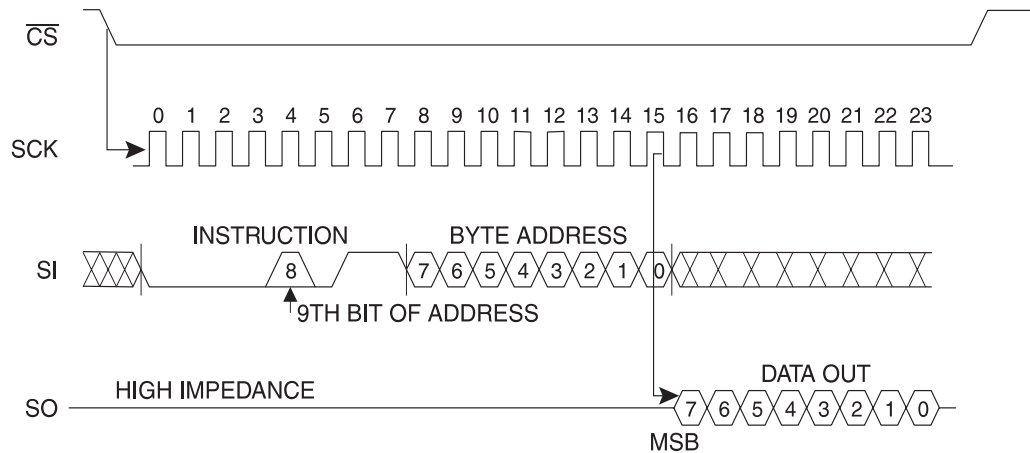 CS
0 1 2 3 4 5 6 7 8 9 10 11 12 13 14 15 16 17 18 19 20 21 22 23
SCK
INSTRUCTION BYTE ADDRESS
SI 8 7 6 5 4 3 2 1 0
9TH BIT OF ADDRESS
HIGH IMPEDANCE DATA OUT
SO 7 6 5 4 3 2 1 0
MSB